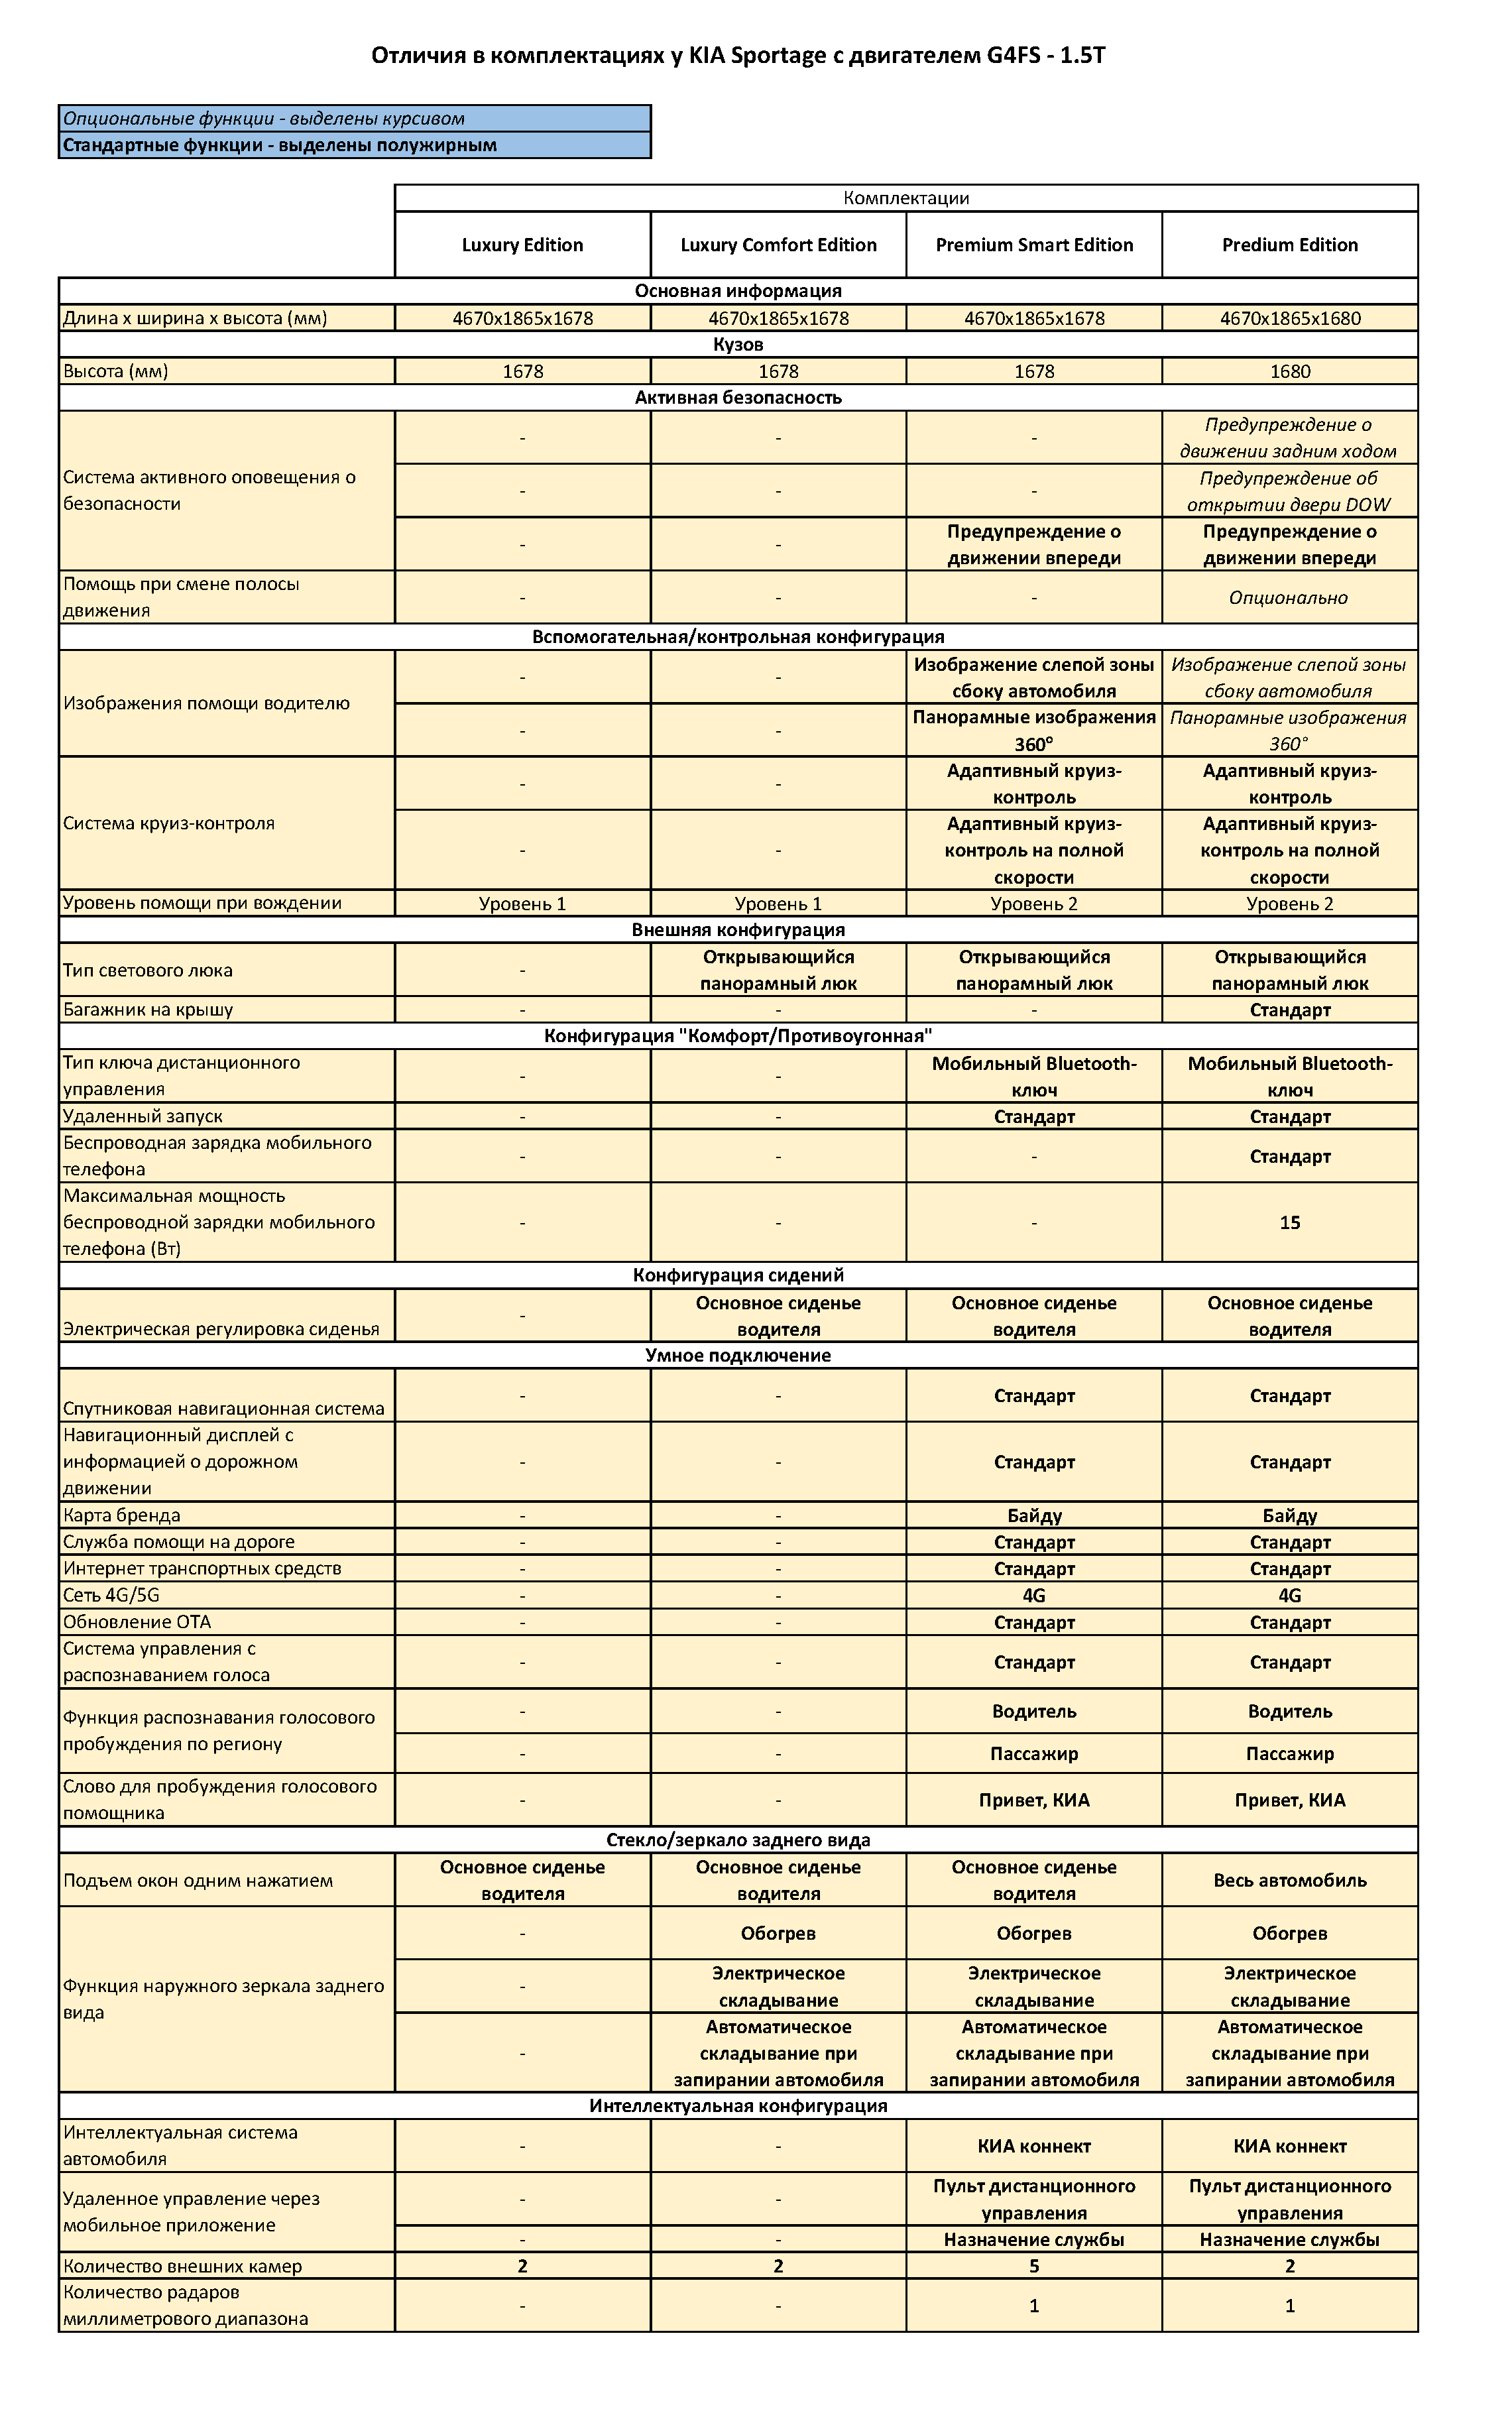 Отличия в комплектациях у KIA Sportage с двигателем G4FS - 1.5T
Опциональные функции - выделены курсивом
Стандартные функции - выделены полужирным
Комплектации
Luxury Edition Luxury Comfort Edition Premium Smart Edition Predium Edition
Основная информация
Длина х ширина х высота (мм) 4670x1865x1678 4670x1865x1678 4670x1865x1678 4670x1865x1680
Кузов
Высота (мм) 1678 1678 1678 1680
Активная безопасность
Система активного оповещения о
безопасности
- - - Предупреждение о
движении задним ходом
- - - Предупреждение об
открытии двери DOW
- - Предупреждение о
движении впереди
Предупреждение о
движении впереди
Помощь при смене полосы
движения
- - - Опционально
Вспомогательная/контрольная конфигурация
Изображения помощи водителю
- - Изображение слепой зоны
сбоку автомобиля
Изображение слепой зоны
сбоку автомобиля
- - Панорамные изображения
360°
Панорамные изображения
360°
Система круиз-контроля
- - Адаптивный круиз-
контроль
Адаптивный круиз-
контроль
- - Адаптивный круиз-
контроль на полной
скорости
Адаптивный круиз-
контроль на полной
скорости
Уровень помощи при вождении Уровень 1 Уровень 1 Уровень 2 Уровень 2
Внешняя конфигурация
Тип светового люка - Открывающийся
панорамный люк
Открывающийся
панорамный люк
Открывающийся
панорамный люк
Багажник на крышу - - - Стандарт
Конфигурация "Комфорт/Противоугонная"
Тип ключа дистанционного
управления
- - Мобильный Bluetooth-
ключ
Мобильный Bluetooth-
ключ
Удаленный запуск - - Стандарт Стандарт
Беспроводная зарядка мобильного
телефона
- - - Стандарт
Максимальная мощность
беспроводной зарядки мобильного
телефона (Вт)
- - - 15
Конфигурация сидений
Электрическая регулировка сиденья - Основное сиденье
водителя
Основное сиденье
водителя
Основное сиденье
водителя
Умное подключение
Спутниковая навигационная система - - Стандарт Стандарт
Навигационный дисплей с
информацией о дорожном
движении
- - Стандарт Стандарт
Карта бренда - - Байду Байду
Служба помощи на дороге - - Стандарт Стандарт
Интернет транспортных средств - - Стандарт Стандарт
Сеть 4G/5G - - 4G 4G
Обновление ОТА - - Стандарт Стандарт
Система управления с
распознаванием голоса
- - Стандарт Стандарт
Функция распознавания голосового
пробуждения по региону
- - Водитель Водитель
- - Пассажир Пассажир
Слово для пробуждения голосового
помощника
- - Привет, КИА Привет, КИА
Стекло/зеркало заднего вида
Подъем окон одним нажатием Основное сиденье
водителя
Основное сиденье
водителя
Основное сиденье
водителя
Весь автомобиль
Функция наружного зеркала заднего
вида
- Обогрев Обогрев Обогрев
- Электрическое
складывание
Электрическое
складывание
Электрическое
складывание
- Автоматическое
складывание при
запирании автомобиля
Автоматическое
складывание при
запирании автомобиля
Автоматическое
складывание при
запирании автомобиля
Интеллектуальная конфигурация
Интеллектуальная система
автомобиля
- - КИА коннект КИА коннект
Удаленное управление через
мобильное приложение
- - Пульт дистанционного
управления
Пульт дистанционного
управления
- - Назначение службы Назначение службы
Количество внешних камер 2 2 5 2
Количество радаров
миллиметрового диапазона
- - 1 1